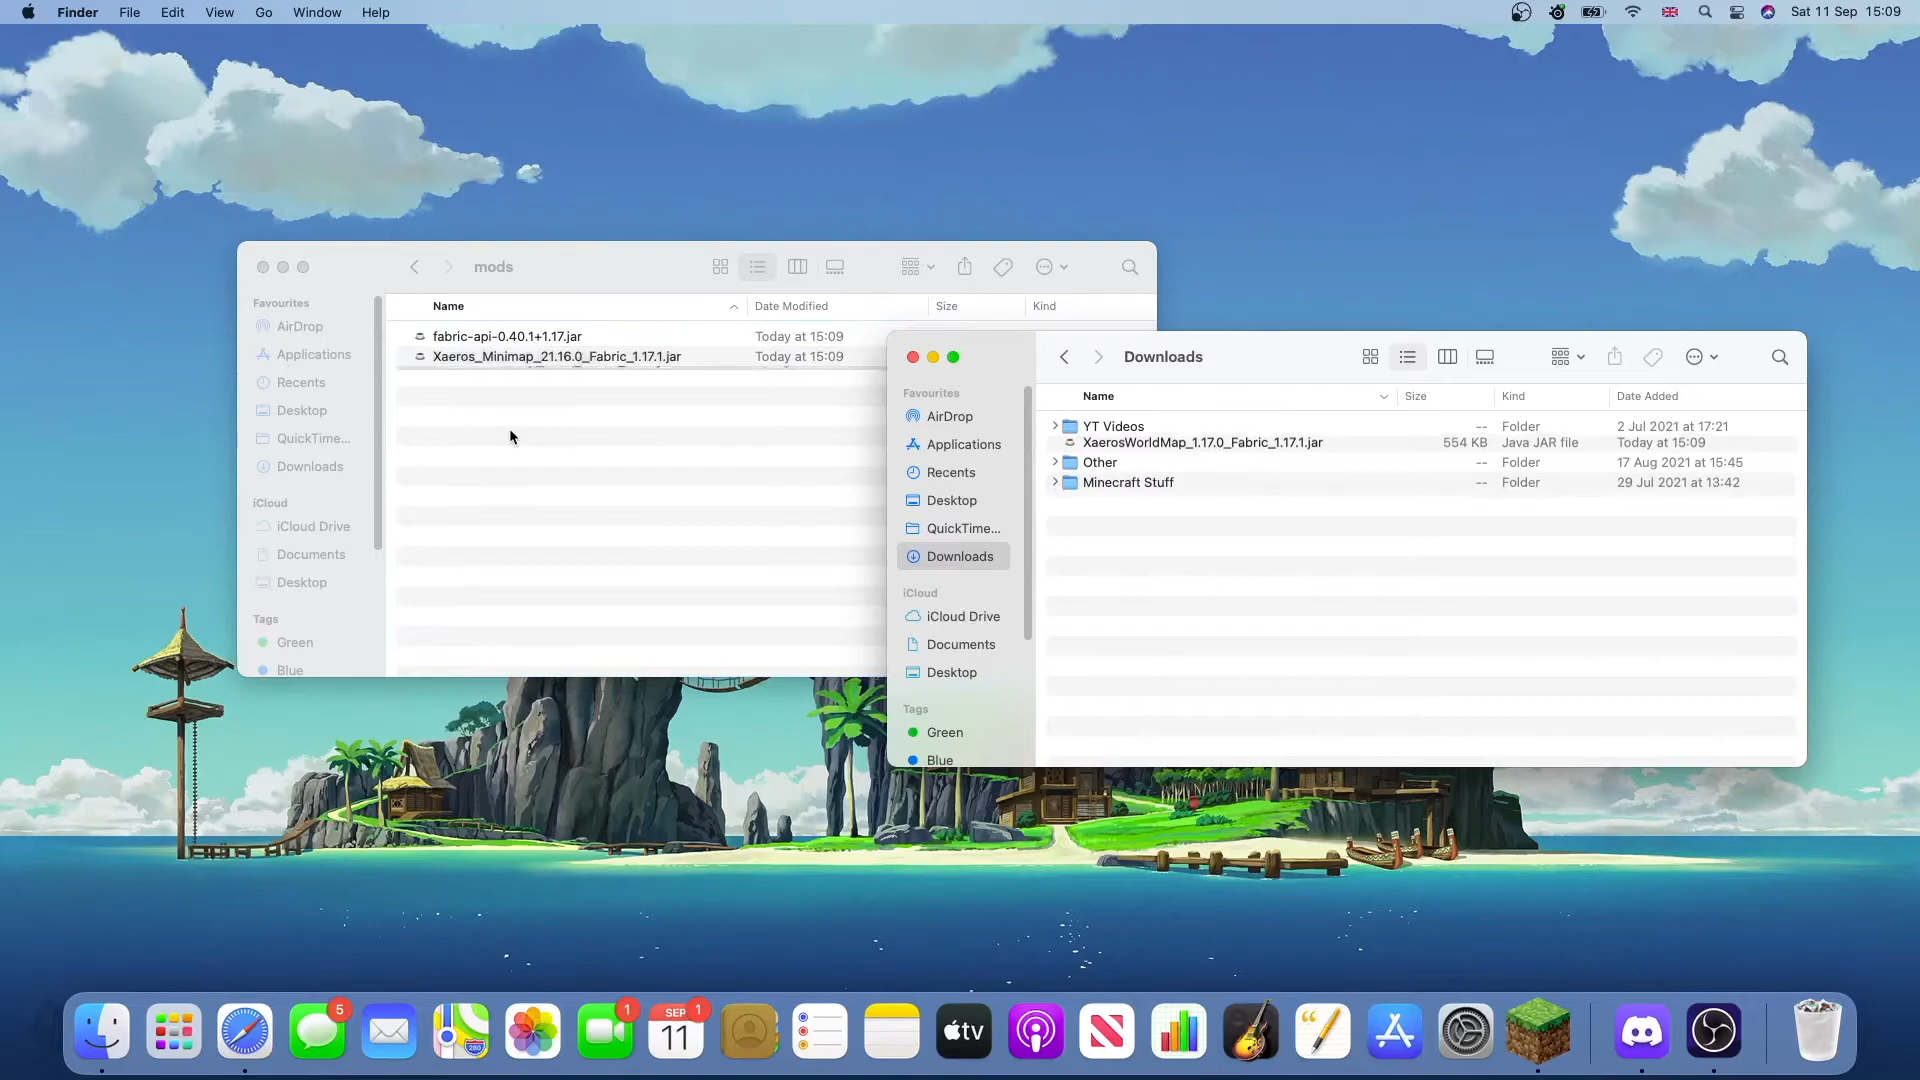 Finder File Edit View Go Window Help
Sat 11 Sep 15:09
mods
Favourites
AirDrop
Applications
Recents
Desktop
QuickTime...
Downloads
iCloud
iCloud Drive
Documents
Desktop
Tags
Green
Blue
Name Date Modified Size Kind
fabric-api-0.40.1+1.17.jar Today at 15:09
Xaeros_Minimap_21.16.0_Fabric_1.17.1.jar Today at 15:09
Downloads
Favourites
AirDrop
Applications
Recents
Desktop
QuickTime...
Downloads
iCloud
iCloud Drive
Documents
Desktop
Tags
Green
Blue
Name Size Kind Date Added
YT Videos -- Folder 2 Jul 2021 at 17:21
XaerosWorldMap_1.17.0_Fabric_1.17.1.jar 554 KB Java JAR file Today at 15:09
Other -- Folder 17 Aug 2021 at 15:45
Minecraft Stuff -- Folder 29 Jul 2021 at 13:42
5
1
SEP
11
1
280
tv